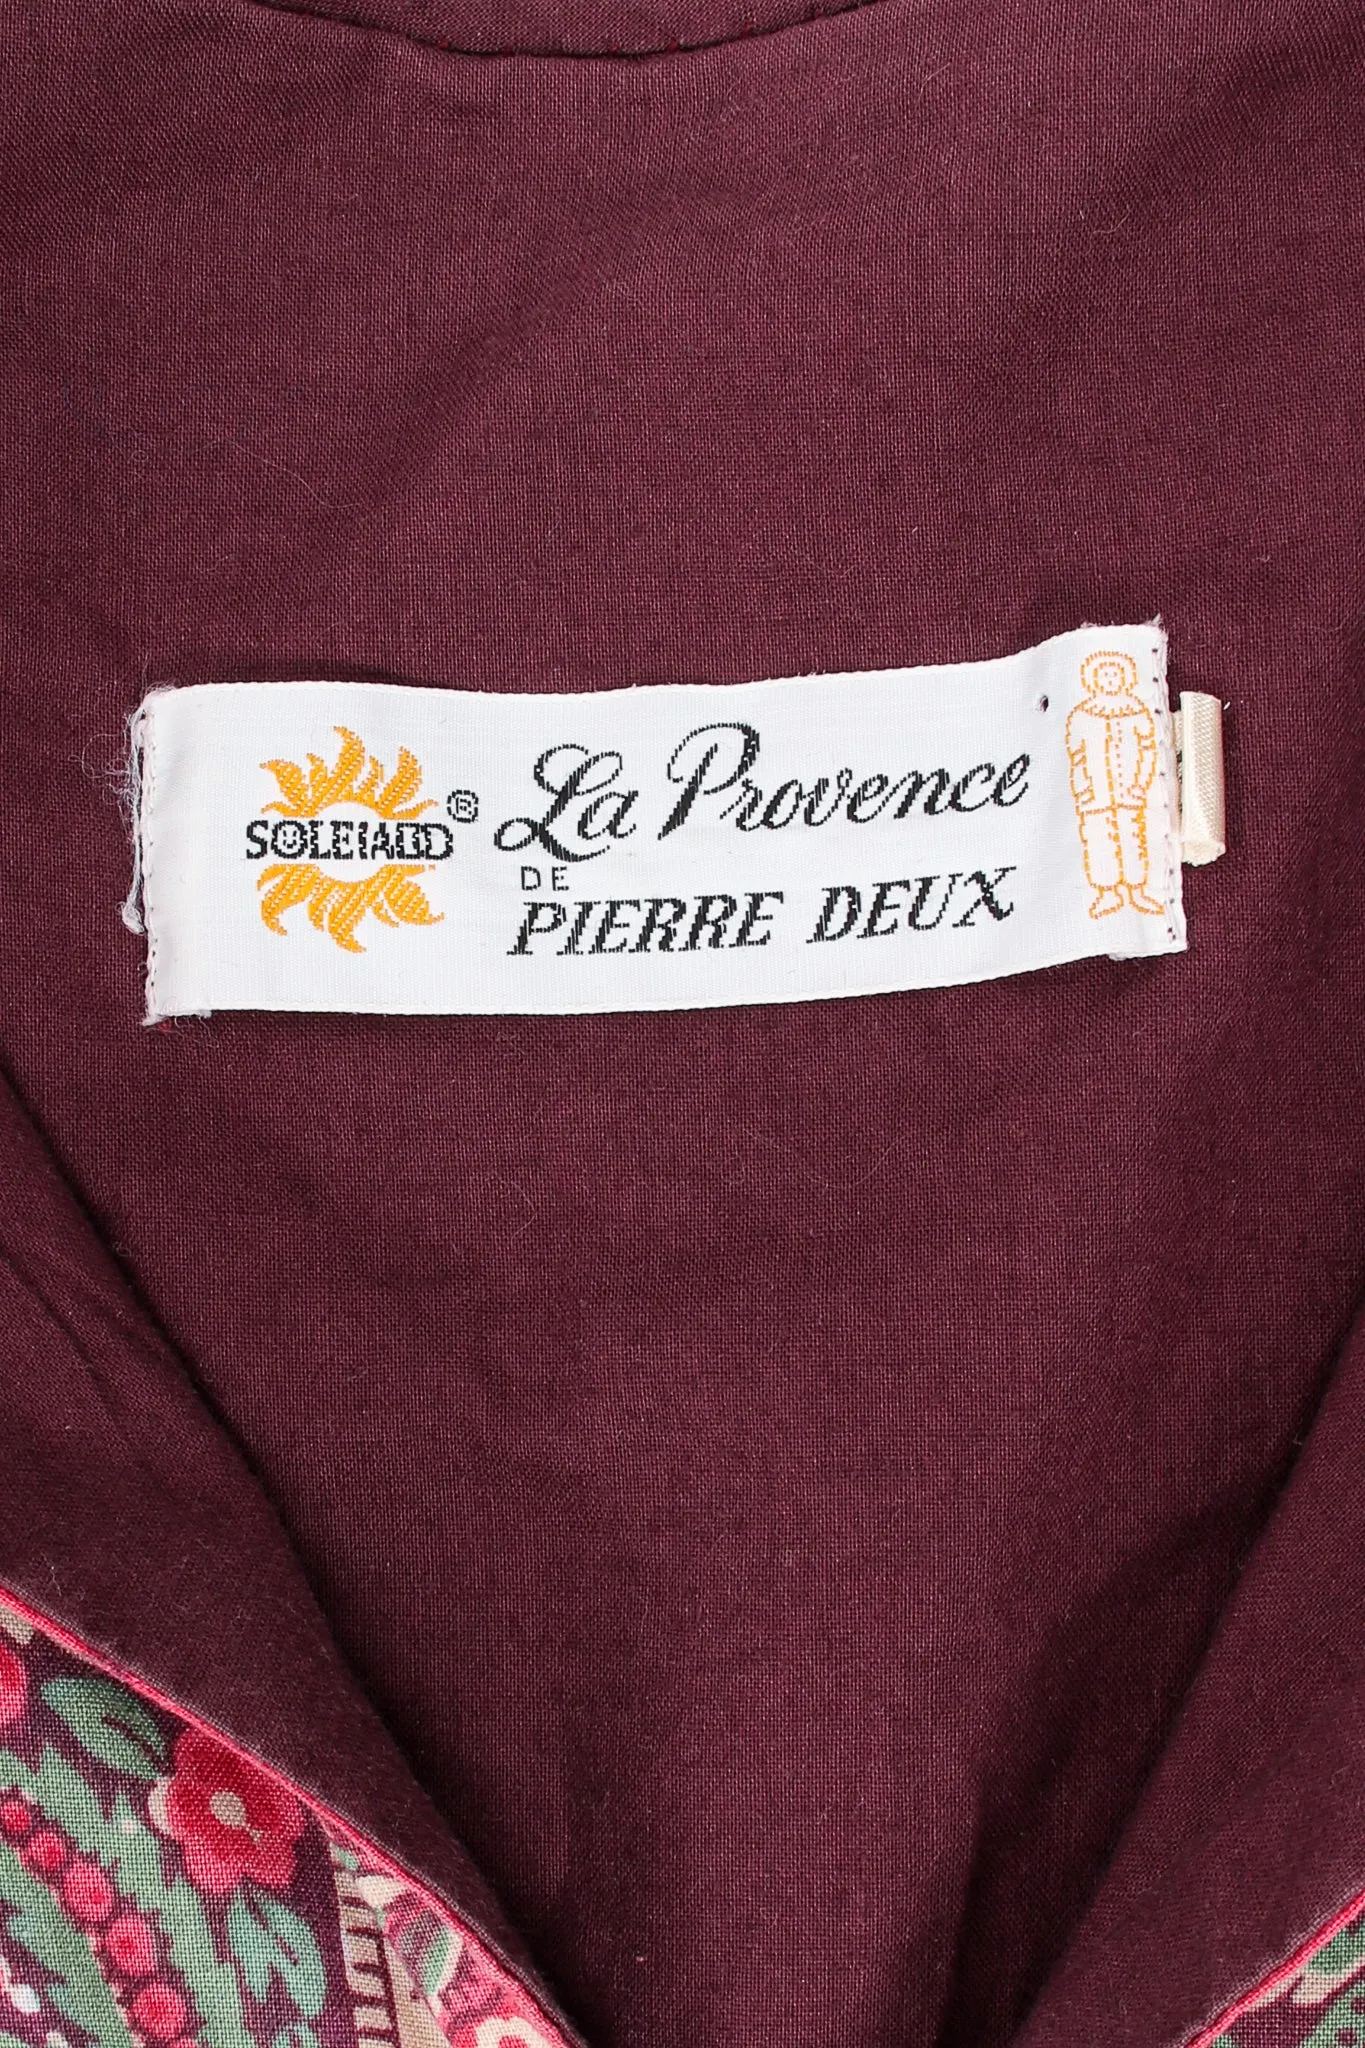 SOLEIADO ®
La Provence
DE
PIERRE DEUX